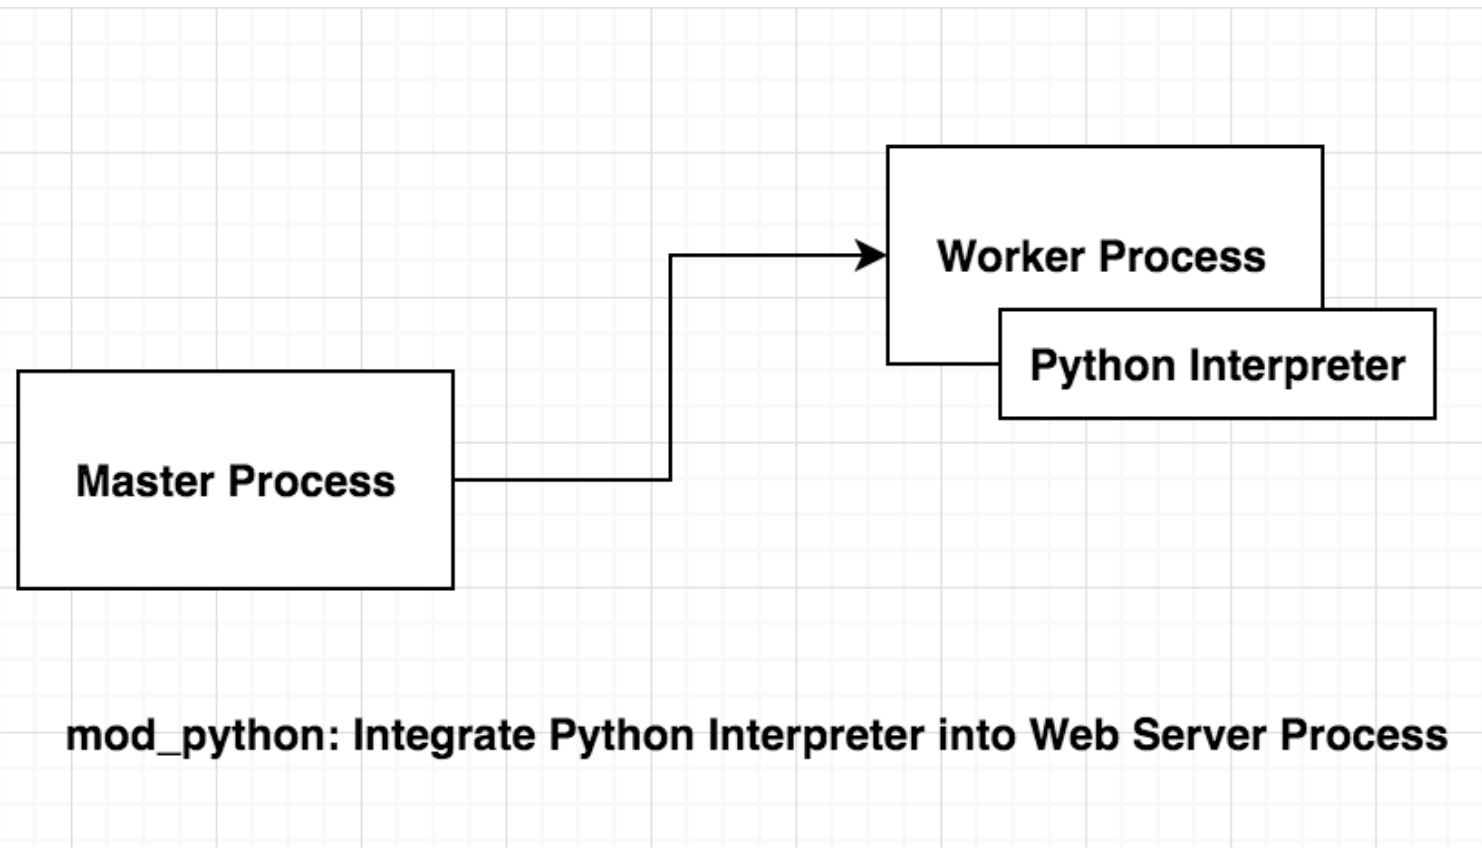 Worker Process
Python Interpreter
Master Process
mod_python: Integrate Python Interpreter into Web Server Process